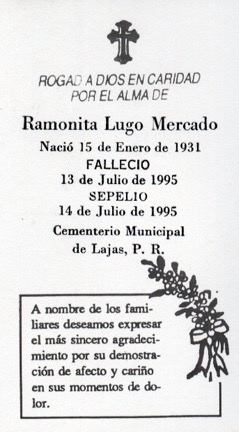 ROGAD A DIOS EN CARIDAD
POR EL ALMA DE
Ramonita Lugo Mercado
Nació 15 de Enero de 1931
FALLECIO
13 de Julio de 1995
SEPELIO
14 de Julio de 1995
Cementerio Municipal
de Lajas, P. R.
A nombre de los fami-
liares deseamos expresar
el más sincero agradeci-
miento por su demostra-
ción de afecto y cariño
en sus momentos de do-
lor.